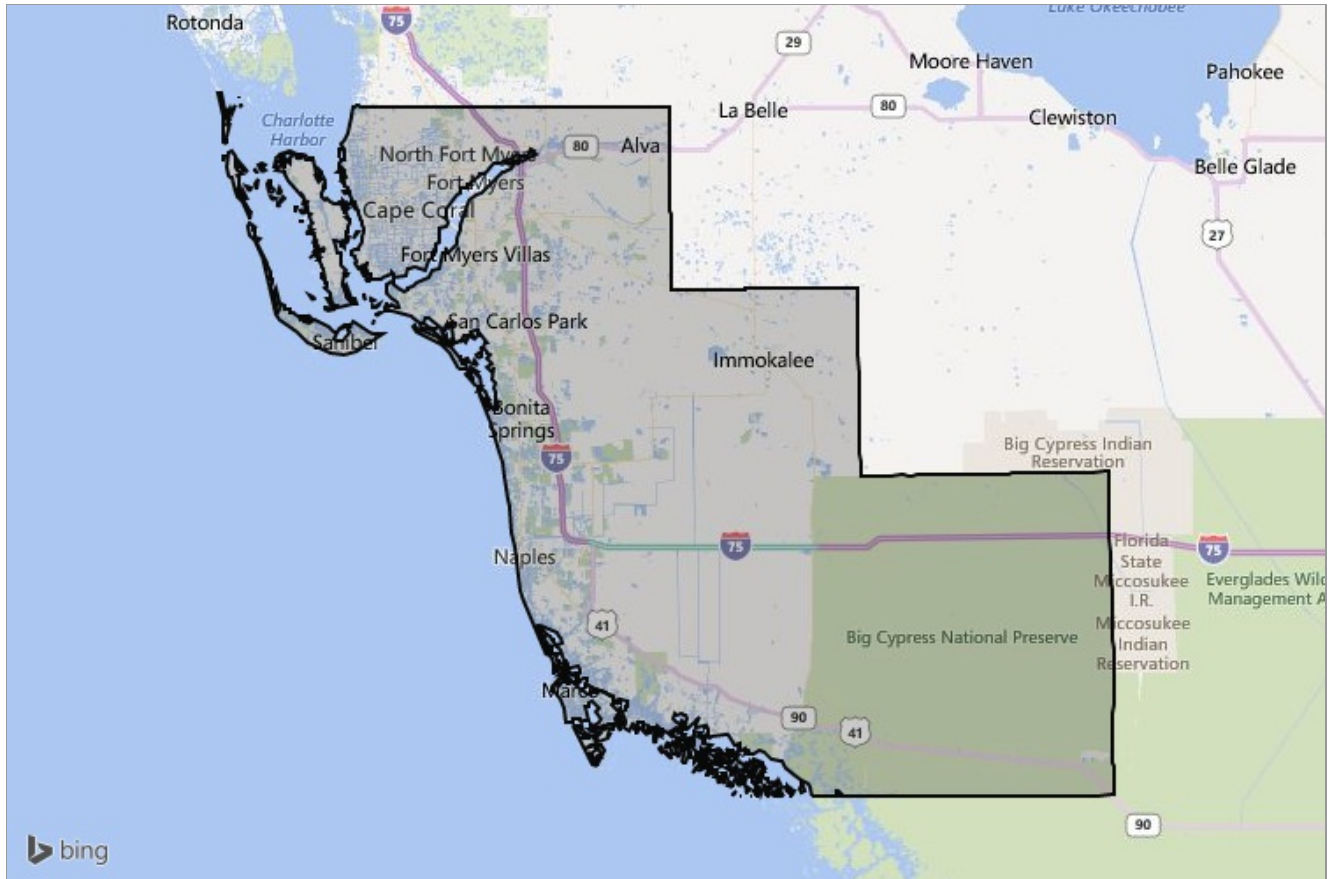 Lake Okeechobee
Rotonda
75
29
Moore Haven
Pahokee
La Belle
80
Clewiston
Charlotte
Harbor
North Fort Myers
80
Alva
Belle Glade
Fort Myers
Cape Coral
27
Fort Myers Villas
San Carlos Park
Sanibel
Immokalee
Bonita
Springs
Big Cypress Indian
Reservation
75
75
75
Naples
Florida
State
Miccosukee
I.R.
Everglades Wild
Management A
41
Miccosukee
Indian
Reservation
Big Cypress National Preserve
Marco
90
41
90
bing